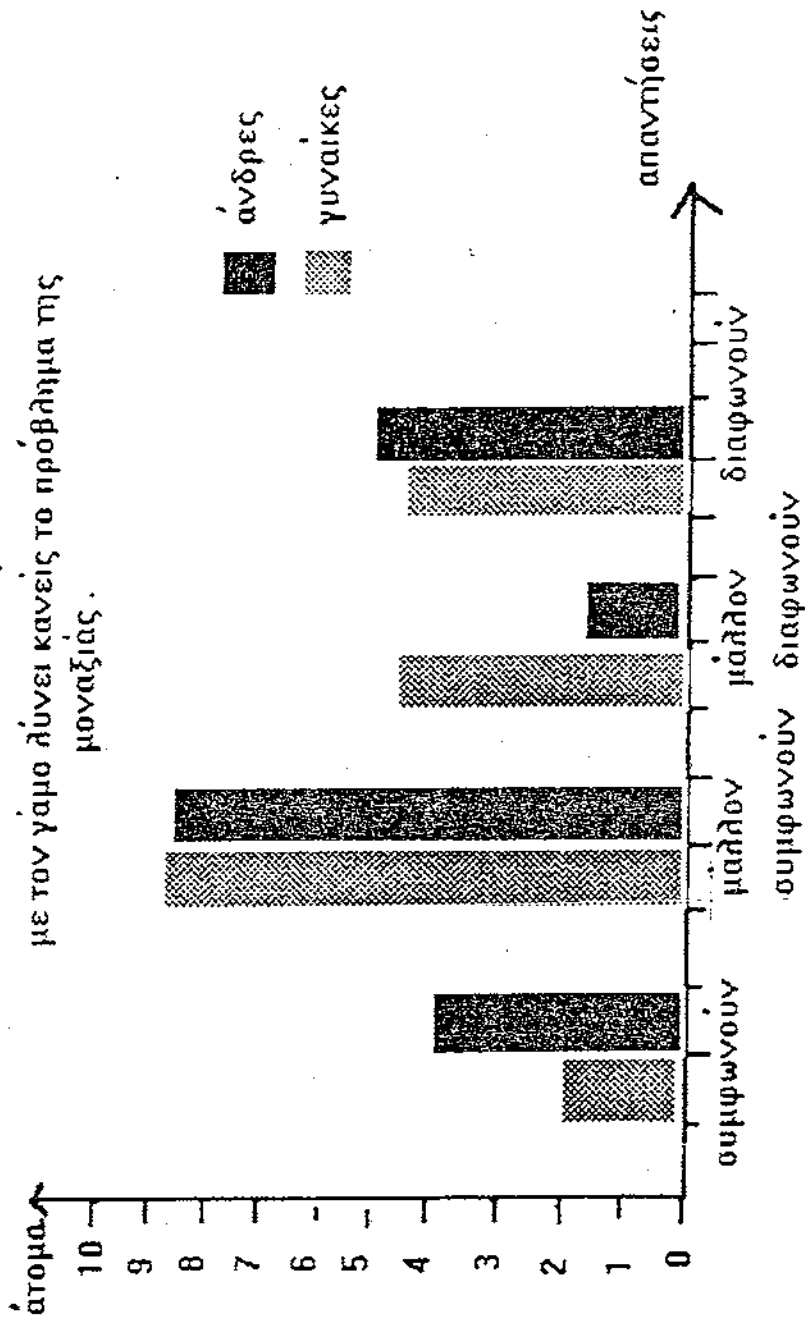 με τον γάμο λύνει κανείς το πρόβλημα της
μοναξιάς.
άτομα
10
9
8
7
6
5
4
3
2
1
0
άνδρες
γυναίκες
απαντήσεις
συμφωνούν
μάλλον
συμφωνούν
μάλλον
διαφωνούν
διαφωνούν